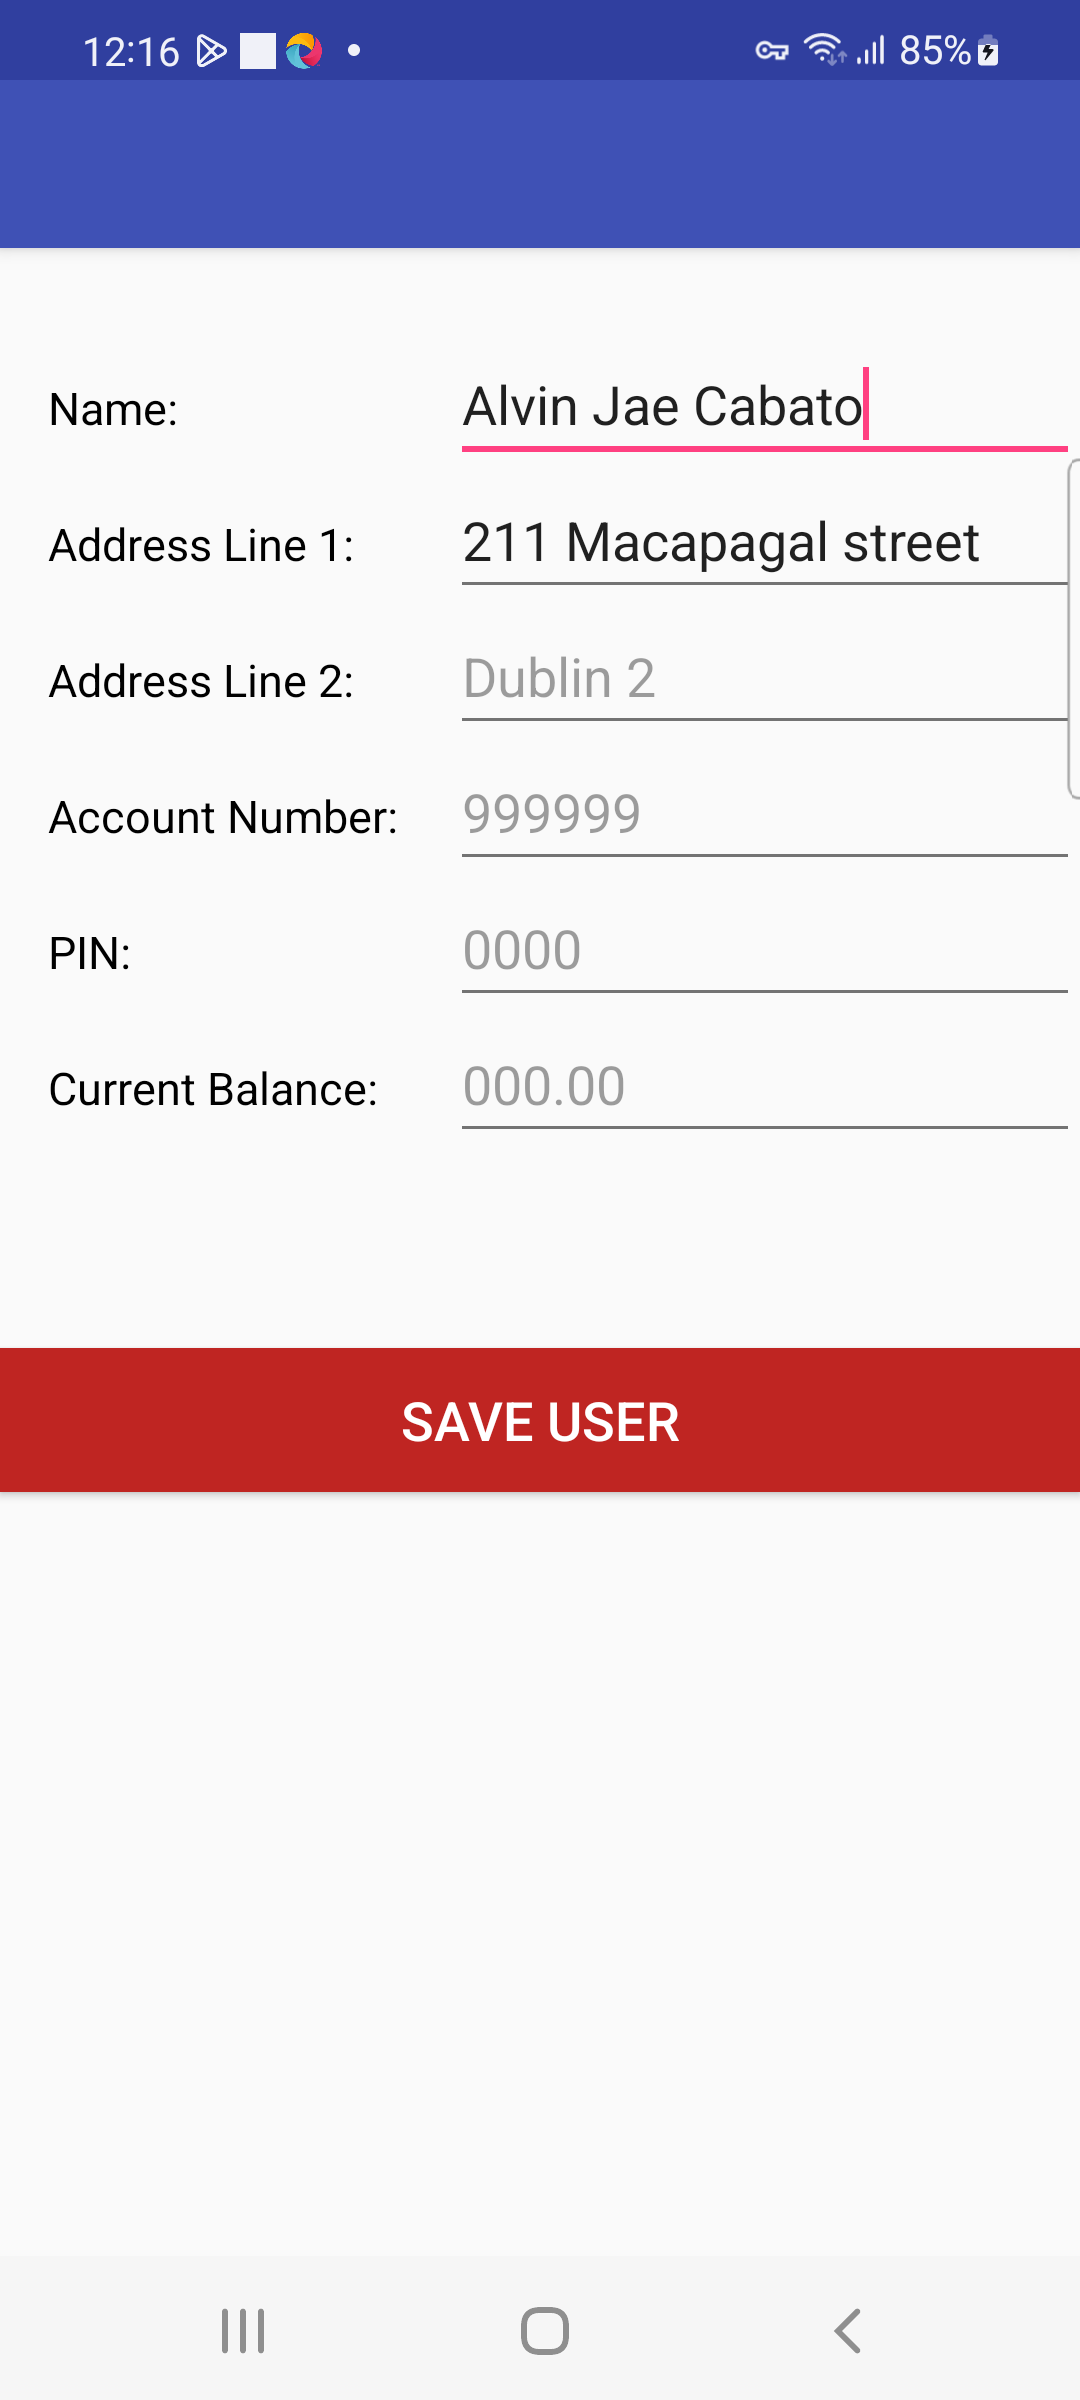 12:16 85%
Name: Alvin Jae Cabato
Address Line 1: 211 Macapagal street
Address Line 2: Dublin 2
Account Number: 999999
PIN: 0000
Current Balance: 000.00
SAVE USER